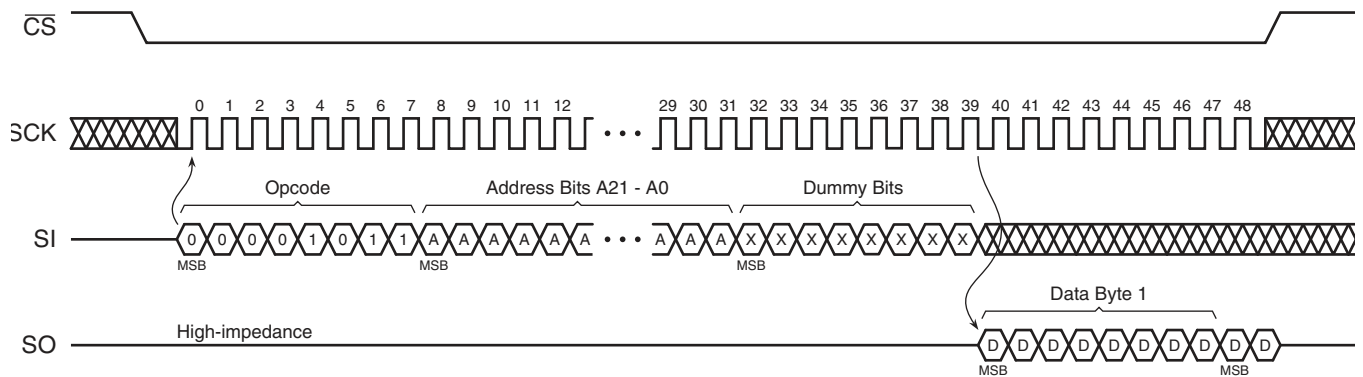 CS
0 1 2 3 4 5 6 7 8 9 10 11 12 29 30 31 32 33 34 35 36 37 38 39 40 41 42 43 44 45 46 47 48
SCK • • •
Opcode Address Bits A21 - A0 Dummy Bits
SI 0 0 0 0 1 0 1 1 A A A A A A • • • A A A X X X X X X X X
MSB MSB MSB
Data Byte 1
High-impedance
SO D D D D D D D D D D
MSB MSB